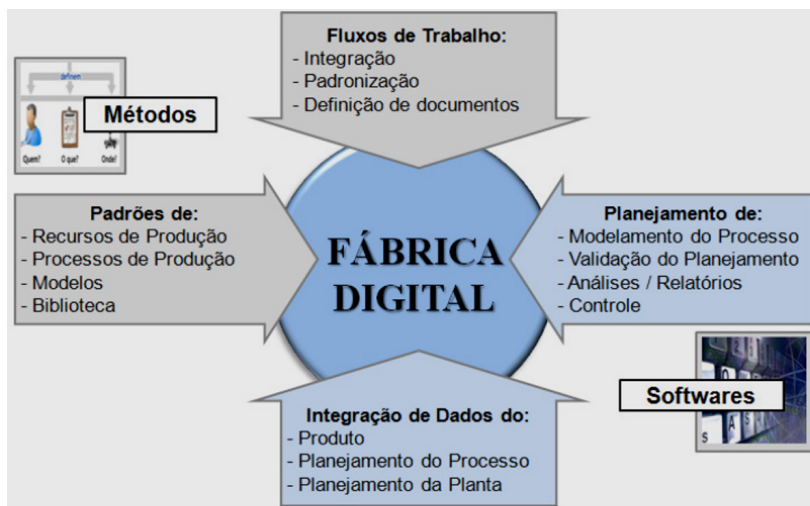 Fluxos de Trabalho:
- Integração
- Padronização
- Definição de documentos
definem
Métodos
Quem?
O que?
Onde?
Padrões de:
- Recursos de Produção
- Processos de Produção
- Modelos
- Biblioteca
FÁBRICA
DIGITAL
Planejamento de:
- Modelamento do Processo
- Validação do Planejamento
- Análises / Relatórios
- Controle
Softwares
Integração de Dados do:
- Produto
- Planejamento do Processo
- Planejamento da Planta